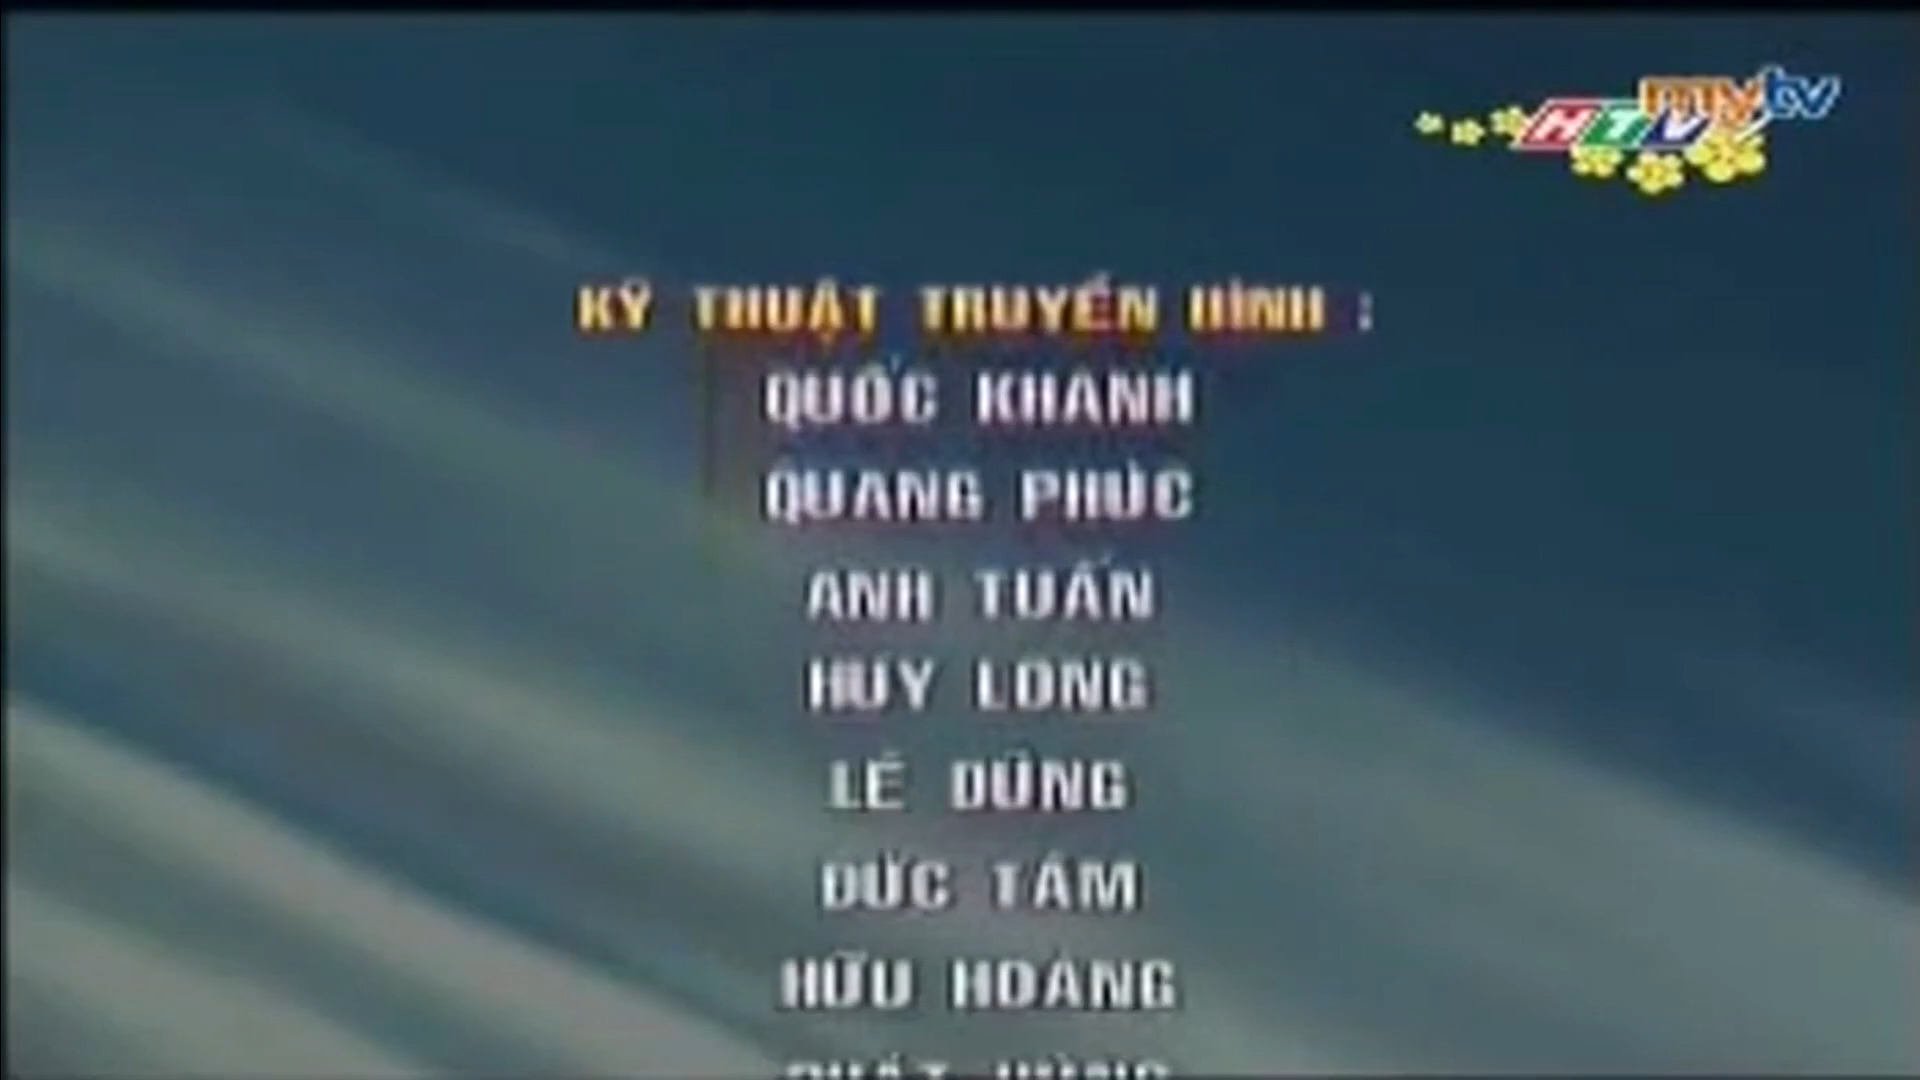 HTV mytv
KỸ THUẬT TRUYỀN HÌNH :
QUỐC KHÁNH
QUANG PHÚC
ANH TUẤN
HUY LONG
LÊ DŨNG
ĐỨC TÂM
HỮU HOÀNG